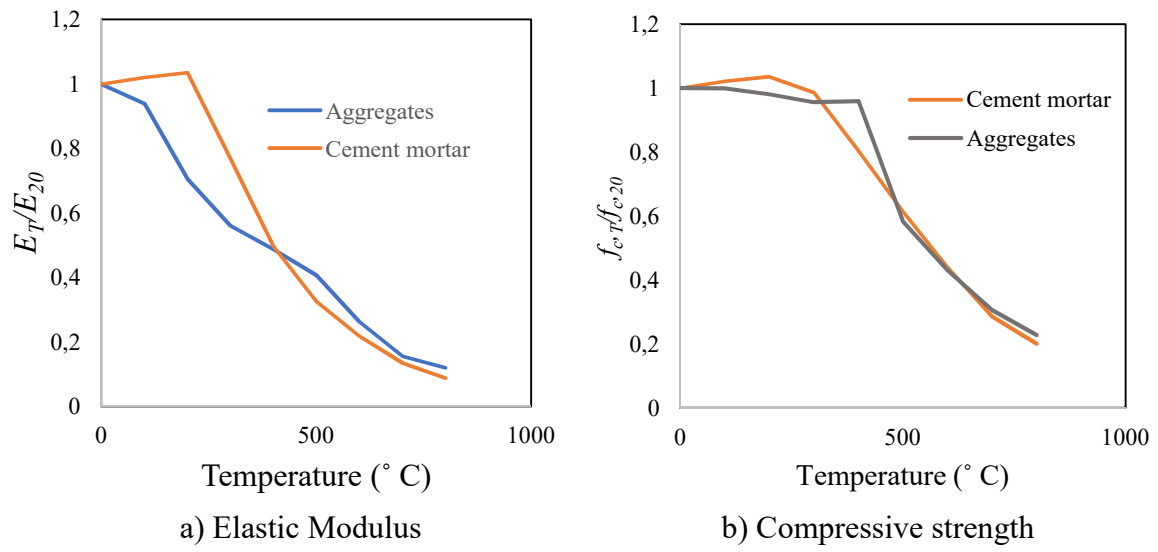 1,2
1
0,8
0,6
0,4
0,2
0
E_T/E_20
Aggregates
Cement mortar
0
500
1000
Temperature (˚ C)
a) Elastic Modulus
1,2
1
0,8
0,6
0,4
0,2
0
f_c,T/f_c,20
Cement mortar
Aggregates
0
500
1000
Temperature (˚ C)
b) Compressive strength